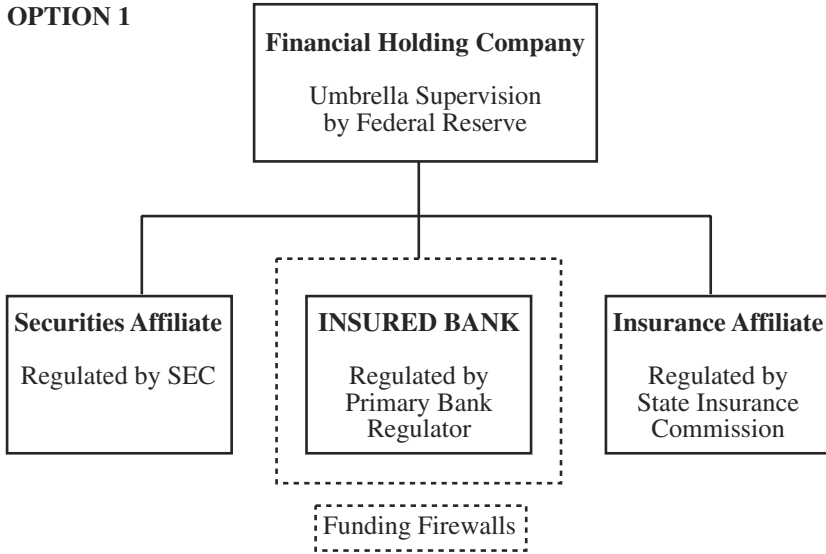 OPTION 1
Financial Holding Company
Umbrella Supervision
by Federal Reserve
Securities Affiliate
Regulated by SEC
INSURED BANK
Regulated by
Primary Bank
Regulator
Insurance Affiliate
Regulated by
State Insurance
Commission
Funding Firewalls